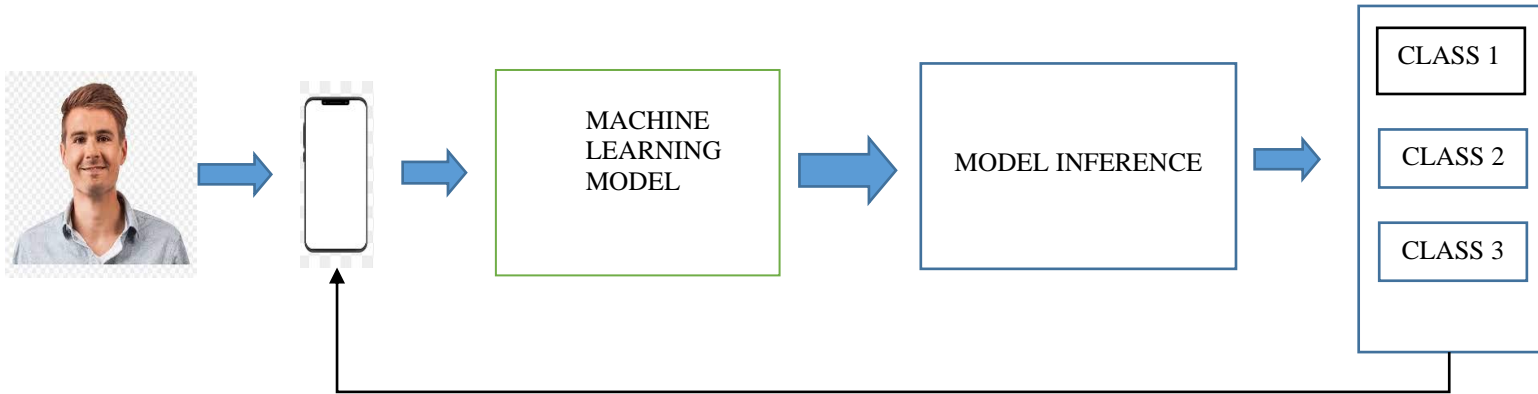 MACHINE
LEARNING
MODEL
MODEL INFERENCE
CLASS 1
CLASS 2
CLASS 3